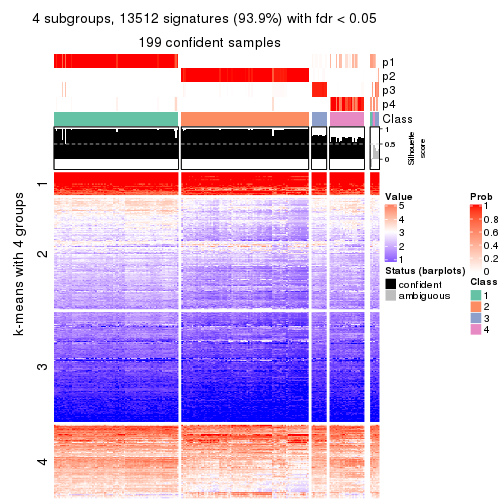 4 subgroups, 13512 signatures (93.9%) with fdr < 0.05
199 confident samples
p1
p2
p3
p4
Class
1
0.5
0
Silhouette
score
k-means with 4 groups
1
2
3
4
Value
5
4
3
2
1
Status (barplots)
confident
ambiguous
Prob
1
0.8
0.6
0.4
0.2
0
Class
1
2
3
4